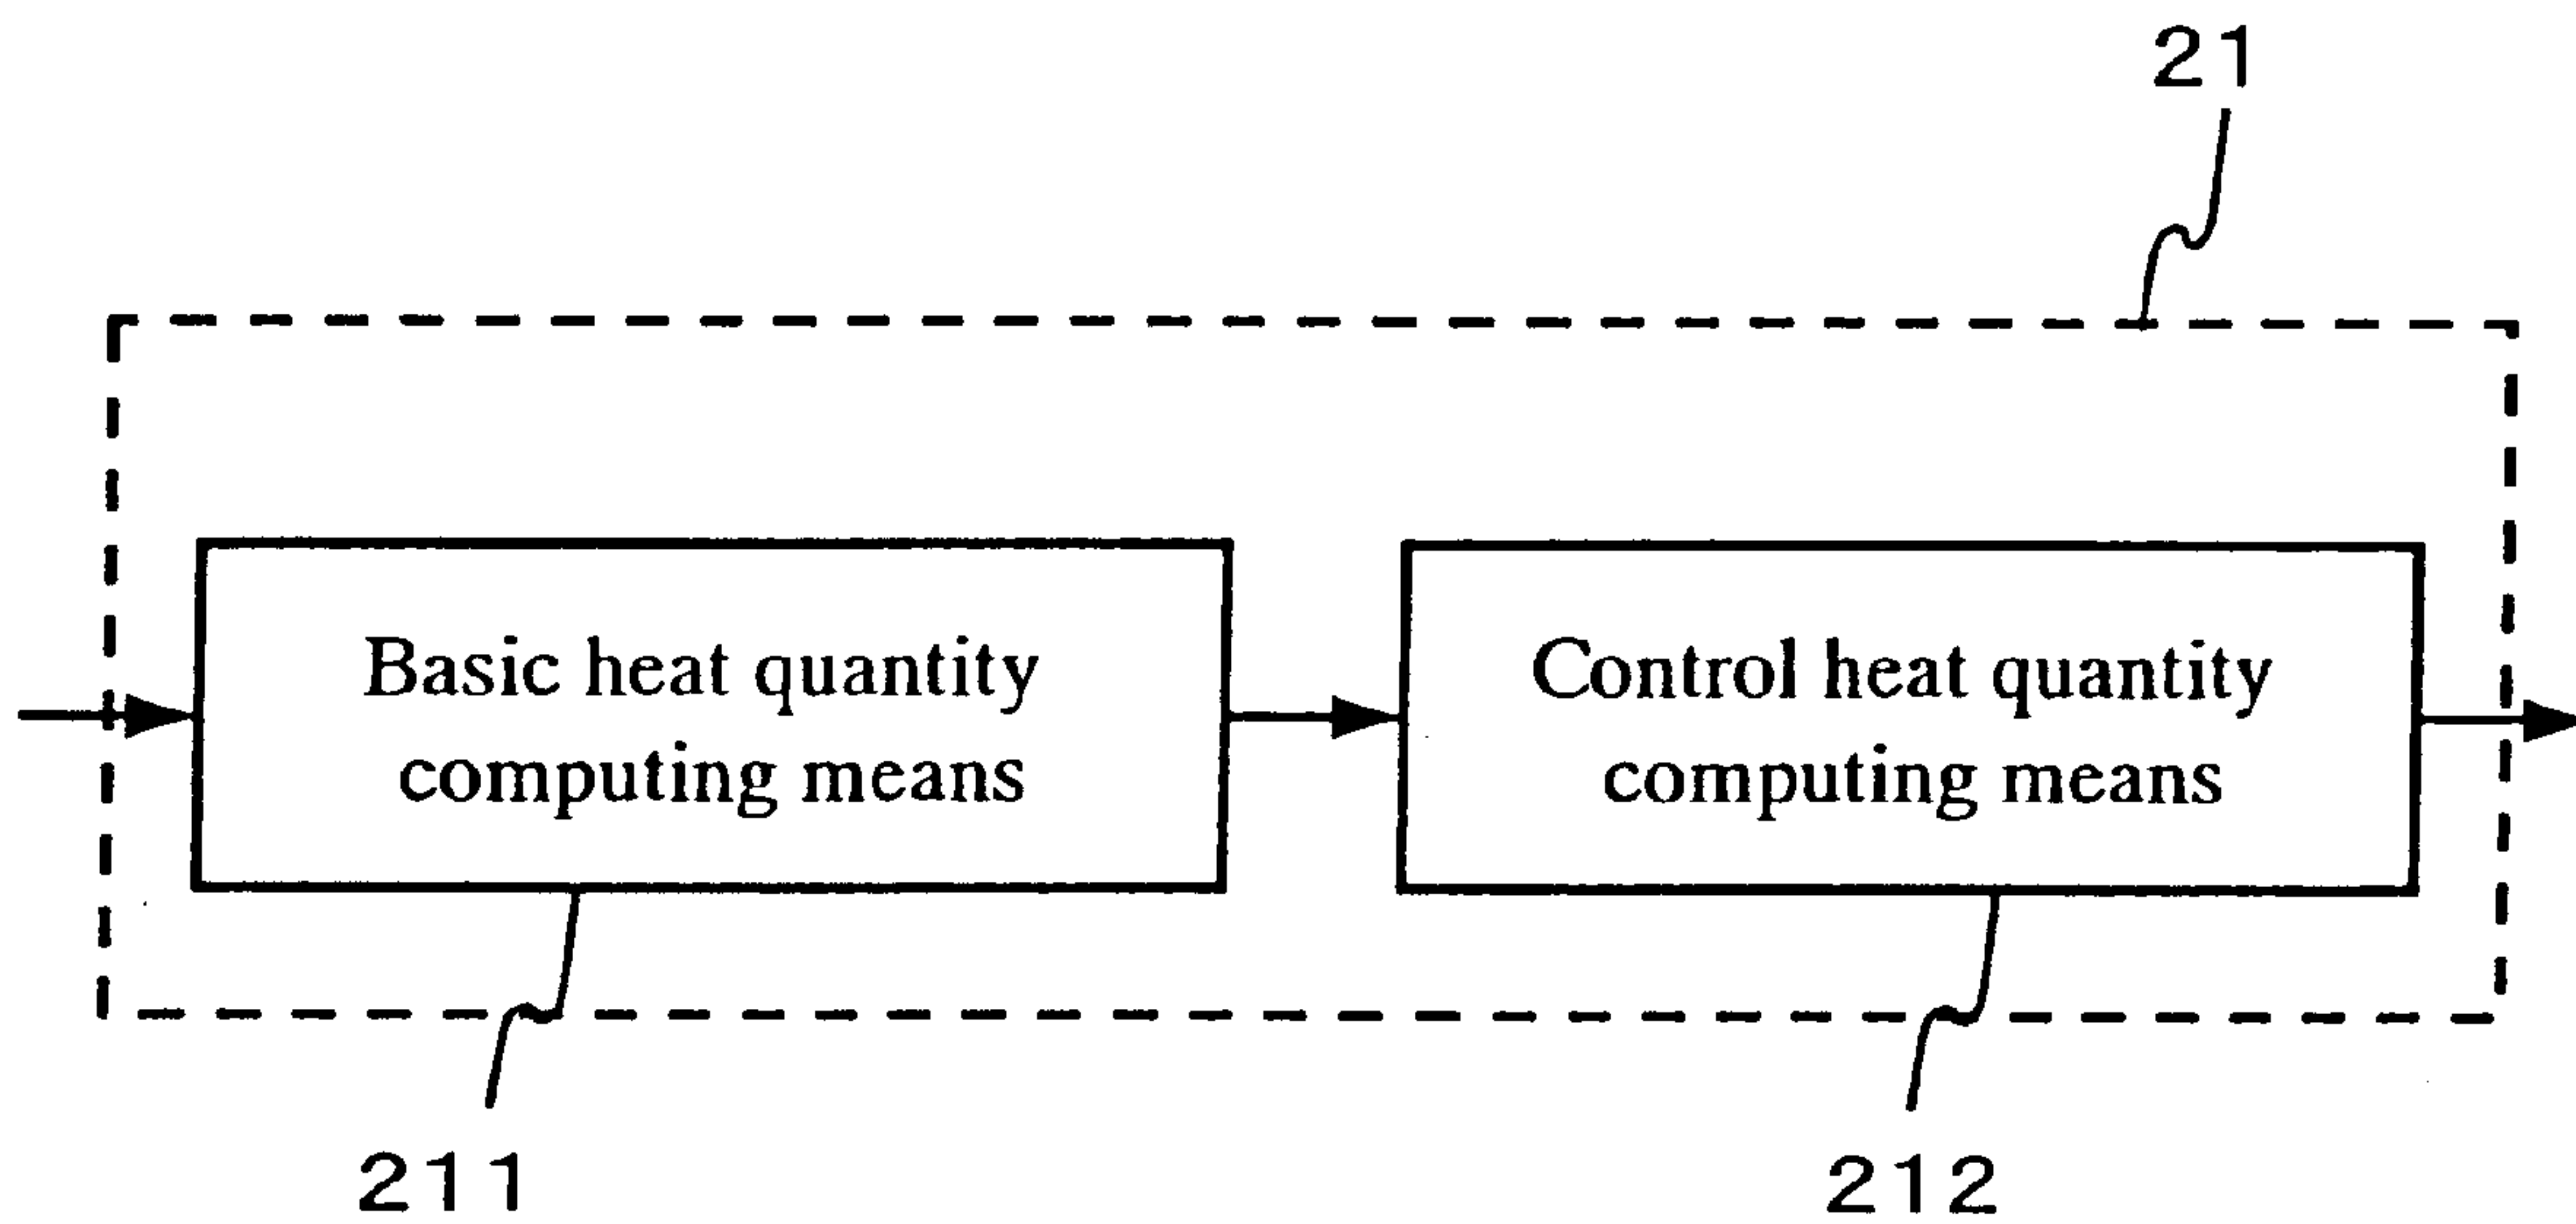 21
Basic heat quantity
computing means
Control heat quantity
computing means
211
212